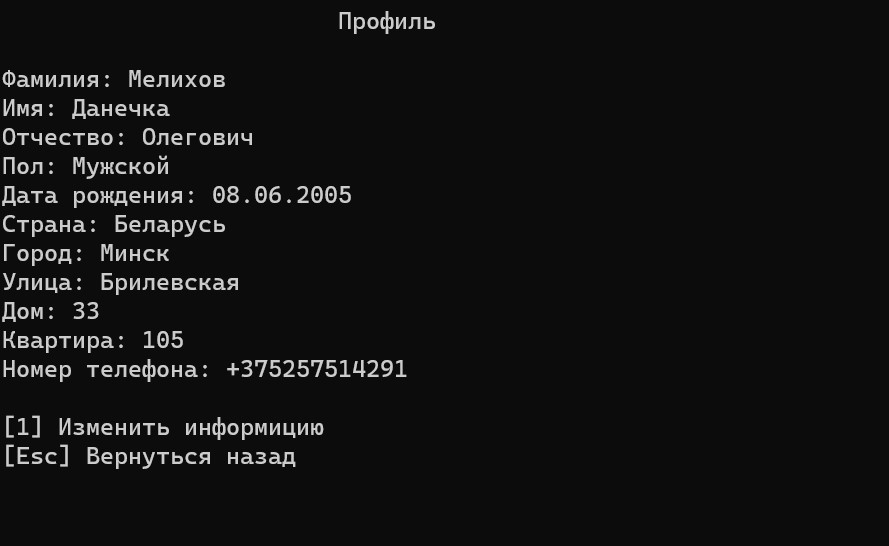 Профиль
Фамилия: Мелихов
Имя: Данечка
Отчество: Олегович
Пол: Мужской
Дата рождения: 08.06.2005
Страна: Беларусь
Город: Минск
Улица: Брилевская
Дом: 33
Квартира: 105
Номер телефона: +375257514291
[1] Изменить информицию
[Esc] Вернуться назад